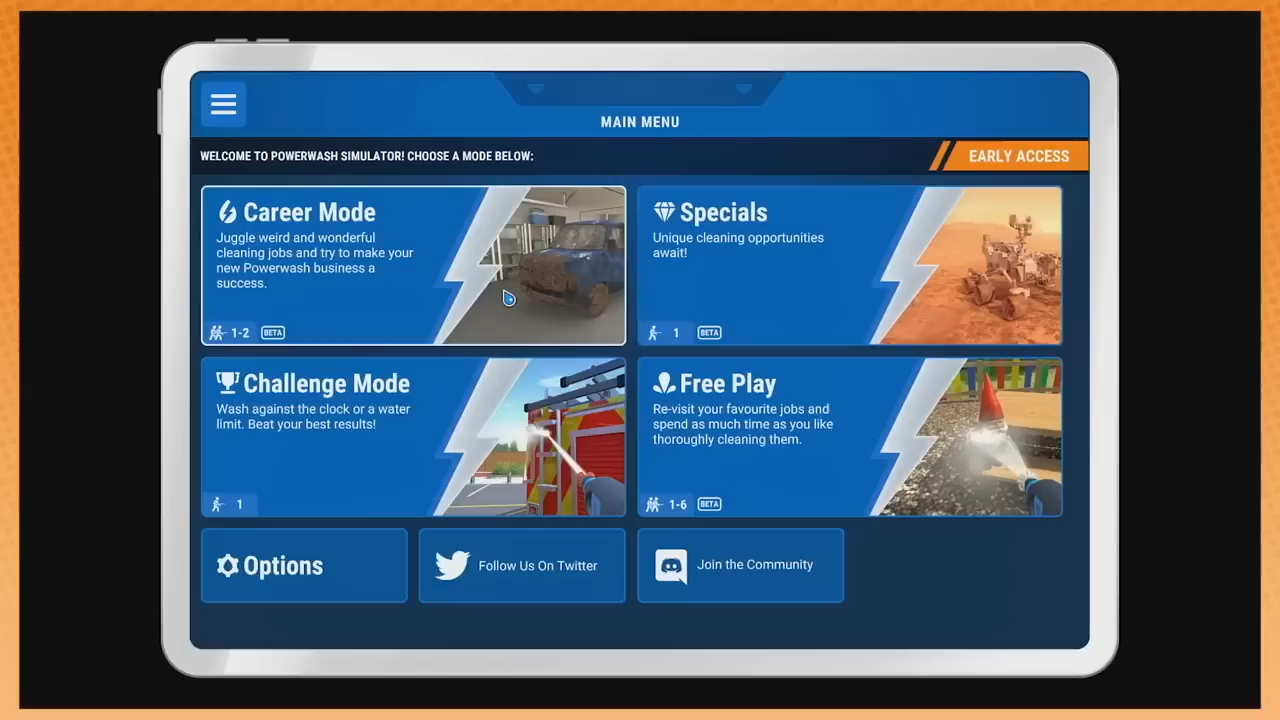 MAIN MENU
WELCOME TO POWERWASH SIMULATOR! CHOOSE A MODE BELOW:
EARLY ACCESS
Career Mode
Juggle weird and wonderful
cleaning jobs and try to make your
new Powerwash business a
success.
1-2 BETA
Specials
Unique cleaning opportunities
await!
1 BETA
Challenge Mode
Wash against the clock or a water
limit. Beat your best results!
1
Free Play
Re-visit your favourite jobs and
spend as much time as you like
thoroughly cleaning them.
1-6 BETA
Options
Follow Us On Twitter
Join the Community